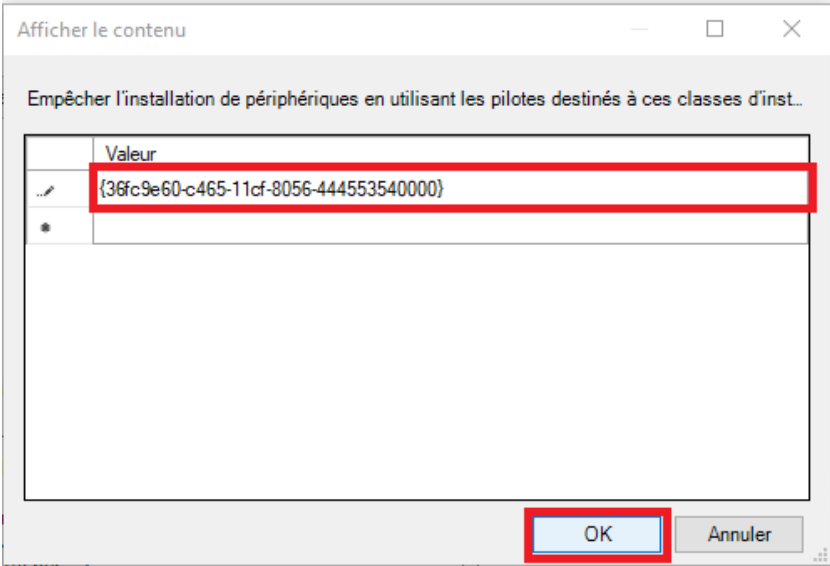 Afficher le contenu
Empêcher l'installation de périphériques en utilisant les pilotes destinés à ces classes d'inst...
Valeur
{36fc9e60-c465-11cf-8056-444553540000}
OK
Annuler